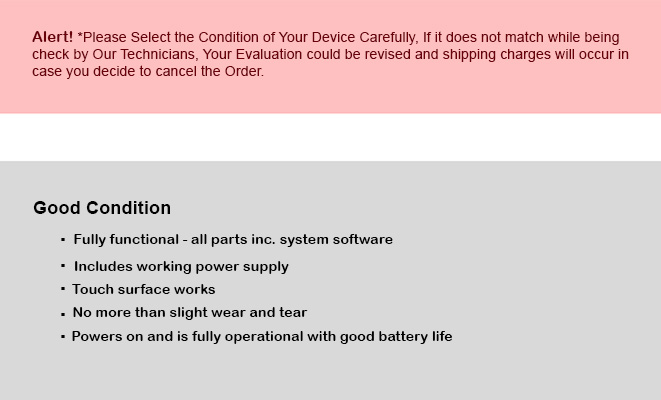 Alert! *Please Select the Condition of Your Device Carefully, If it does not match while being
check by Our Technicians, Your Evaluation could be revised and shipping charges will occur in
case you decide to cancel the Order.
Good Condition
▪ Fully functional - all parts inc. system software
▪ Includes working power supply
▪ Touch surface works
▪ No more than slight wear and tear
▪ Powers on and is fully operational with good battery life